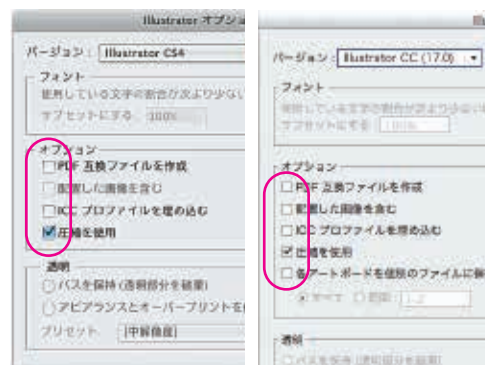 Illustrator オプショ
バージョン： Illustrator CS4
フォント
使用している文字の割合が次より少ない
サブセットにする 100%
オプション
PDF 互換ファイルを作成
配置した画像を含む
ICC プロファイルを埋め込む
圧縮を使用
透明
パスを保持 (透明部分を破棄)
アピアランスとオーバープリントを
プリセット [中解像度]
バージョン： Illustrator CC (17.0)
フォント
使用している文字の割合が次より少ない
サブセットにする 100%
オプション
PDF 互換ファイルを作成
配置した画像を含む
ICC プロファイルを埋め込む
圧縮を使用
各アートボードを個別のファイルに保
すべて 範囲： 1-2
透明
パスを保持 (透明部分を破棄)